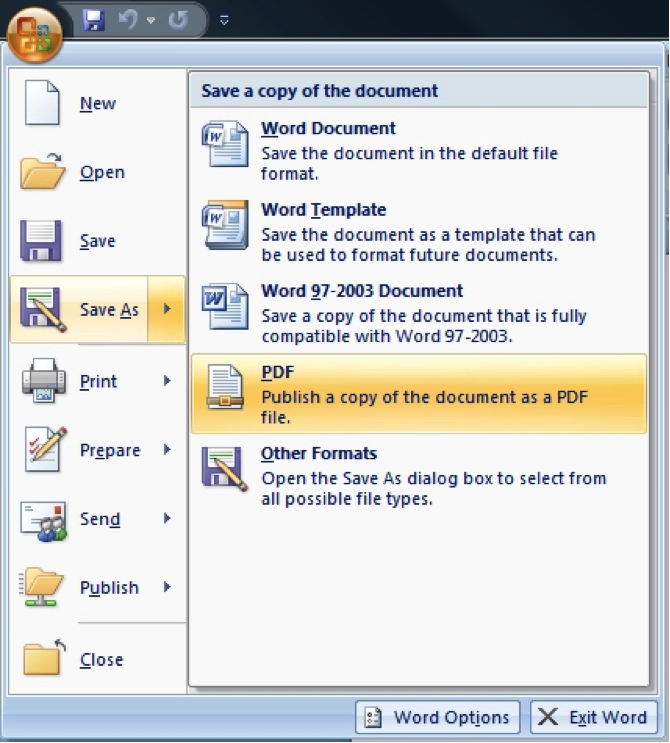 New
Open
Save
Save As
Print
Prepare
Send
Publish
Close
Save a copy of the document
Word Document
Save the document in the default file
format.
Word Template
Save the document as a template that can
be used to format future documents.
Word 97-2003 Document
Save a copy of the document that is fully
compatible with Word 97-2003.
PDF
Publish a copy of the document as a PDF
file.
Other Formats
Open the Save As dialog box to select from
all possible file types.
Word Options
Exit Word